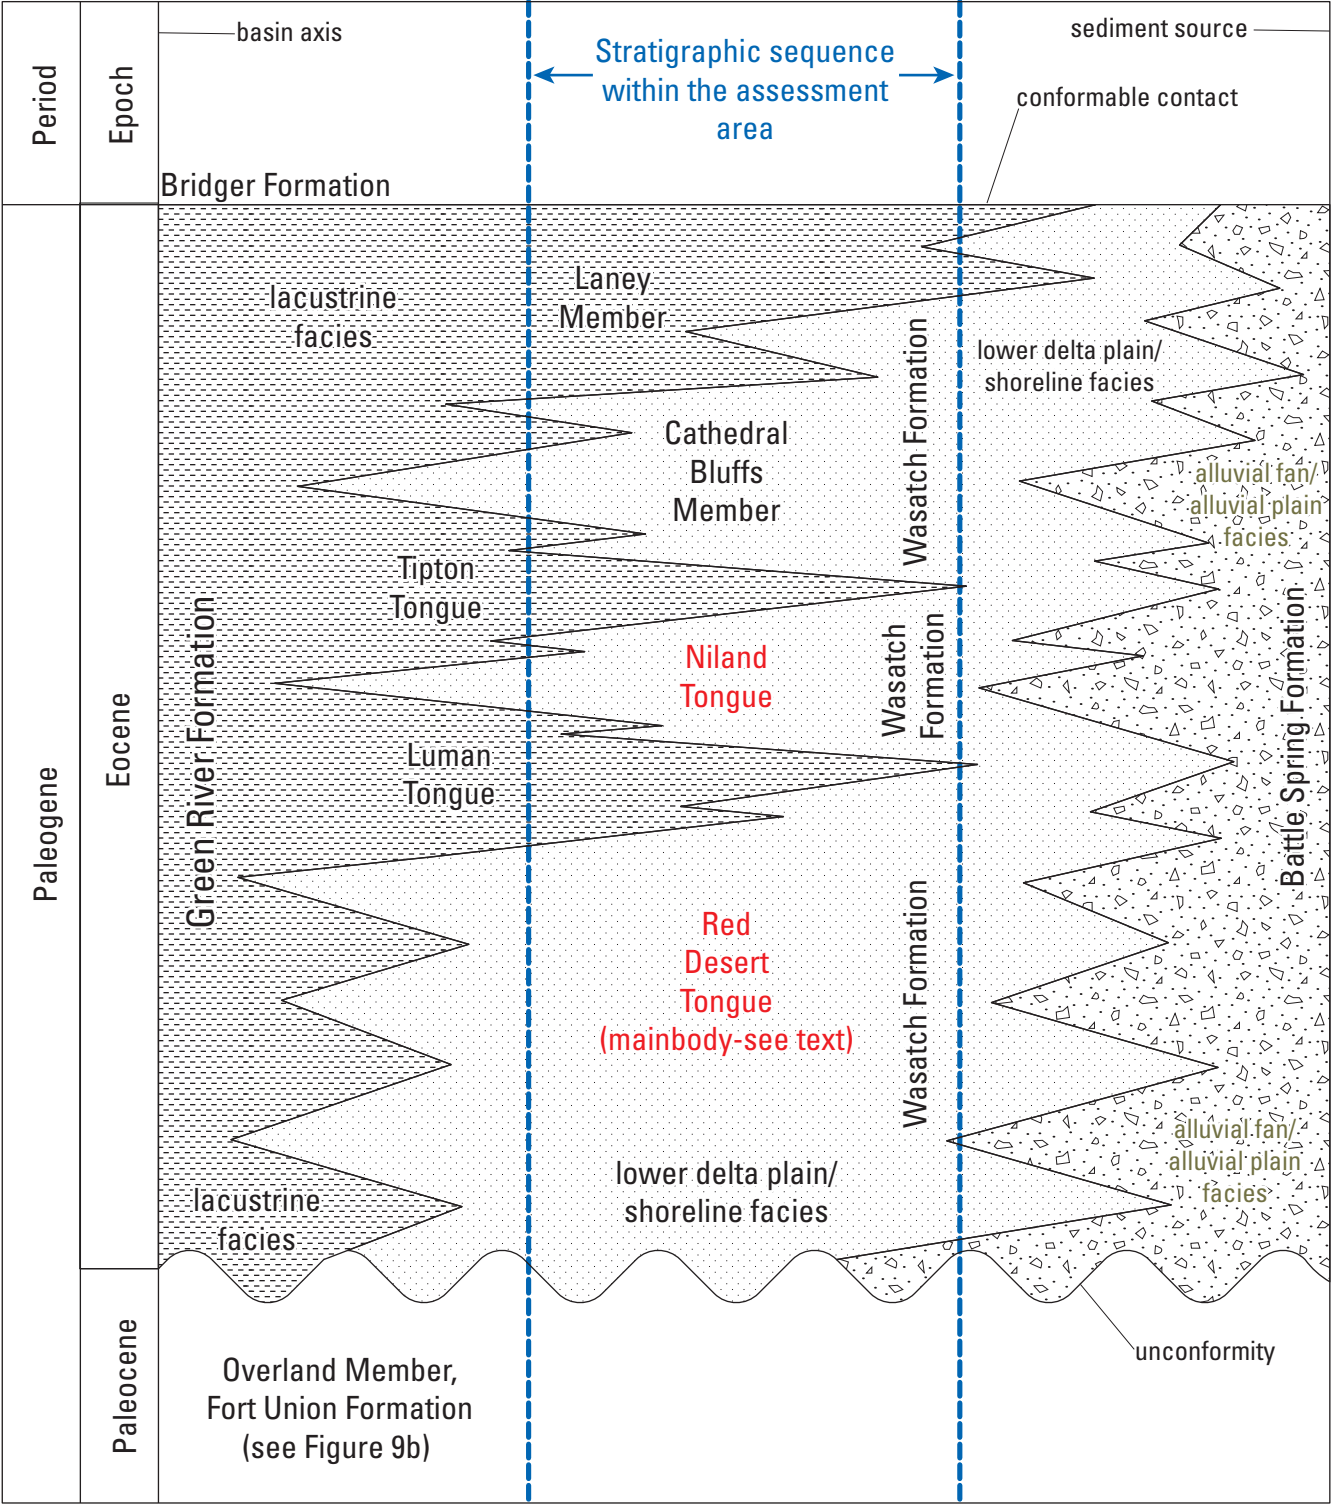 Period
Epoch
basin axis
Stratigraphic sequence
within the assessment
area
sediment source
conformable contact
Bridger Formation
Paleogene
Eocene
Paleocene
lacustrine
facies
Laney
Member
Wasatch Formation
lower delta plain/
shoreline facies
Cathedral
Bluffs
Member
alluvial fan/
alluvial plain
facies
Tipton
Tongue
Green River Formation
Niland
Tongue
Wasatch
Formation
Battle Spring Formation
Luman
Tongue
Red
Desert
Tongue
(mainbody-see text)
Wasatch Formation
lower delta plain/
shoreline facies
alluvial fan/
alluvial plain
facies
lacustrine
facies
unconformity
Overland Member,
Fort Union Formation
(see Figure 9b)